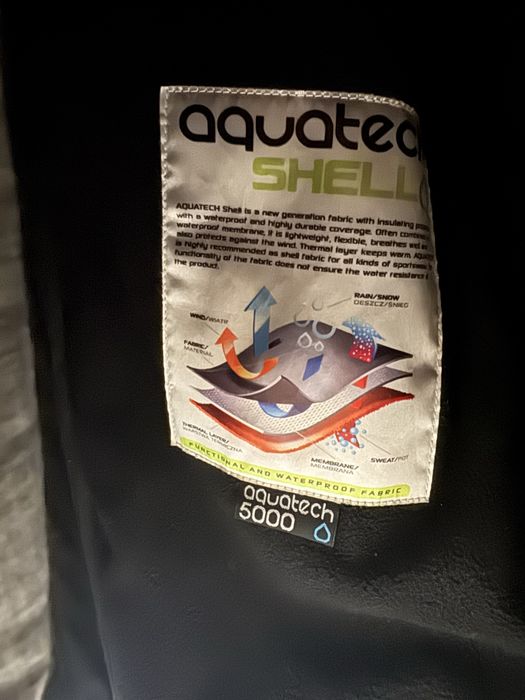 aquatec
SHELL
AQUATECH Shell is a new generation fabric with insulating
with a waterproof and highly durable coverage. Often
waterproof membrane, it is lightweight, flexible, breathes well
also protects against the wind. Thermal layer keeps warm.
is highly recommended as shell fabric for all kinds of
functionality of the fabric does not ensure the water resistance
the product.
RAIN/SNOW
DESZCZ/ŚNIEG
WIND/WIATR
FABRIC/
MATERIAŁ
THERMAL LAYER/
WARSTWA TERMICZNA
MEMBRANE/
MEMBRANA
SWEAT/POT
FUNCTIONAL AND WATERPROOF FABRIC
aquatech
5000